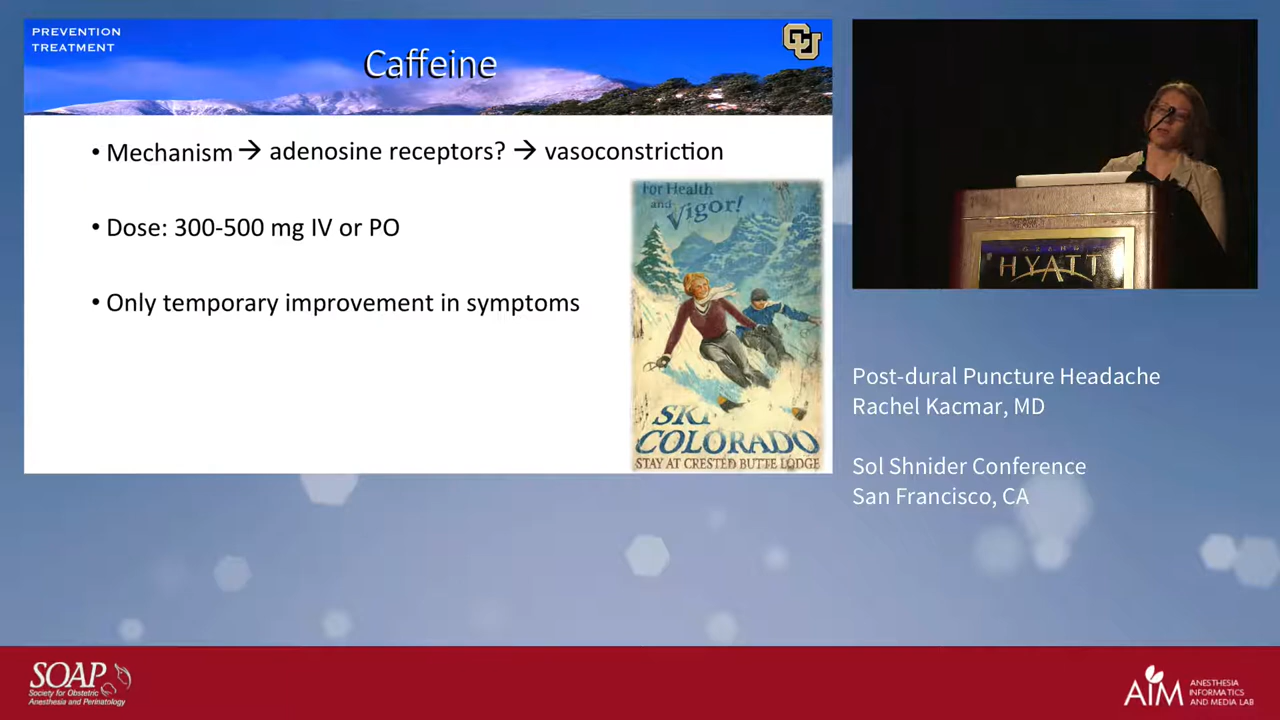 PREVENTION
TREATMENT
CU
Caffeine
• Mechanism → adenosine receptors? → vasoconstriction
• Dose: 300-500 mg IV or PO
• Only temporary improvement in symptoms
For Health
and Vigor!
SKI
COLORADO
STAY AT CRESTED BUTTE LODGE
GRAND
HYATT
Post-dural Puncture Headache
Rachel Kacmar, MD
Sol Shnider Conference
San Francisco, CA
SOAP
Society for Obstetric
Anesthesia and Perinatology
AIM
ANESTHESIA
INFORMATICS
AND MEDIA LAB